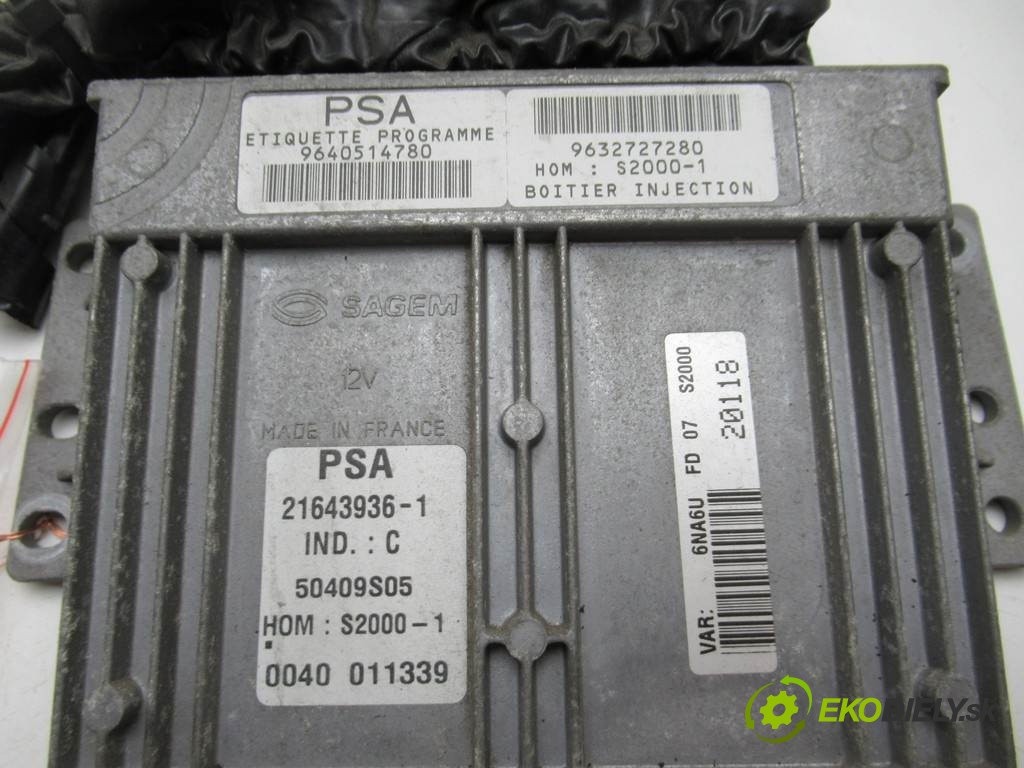 PSA
ETIQUETTE PROGRAMME
9640514780
9632727280
HOM : S2000-1
BOITIER INJECTION
SAGEM
12V
MADE IN FRANCE
PSA
21643936-1
IND. : C
50409S05
HOM : S2000-1
0040 011339
VAR: 6NA6U FD 07 S2000
20118
EKODIELY.sk